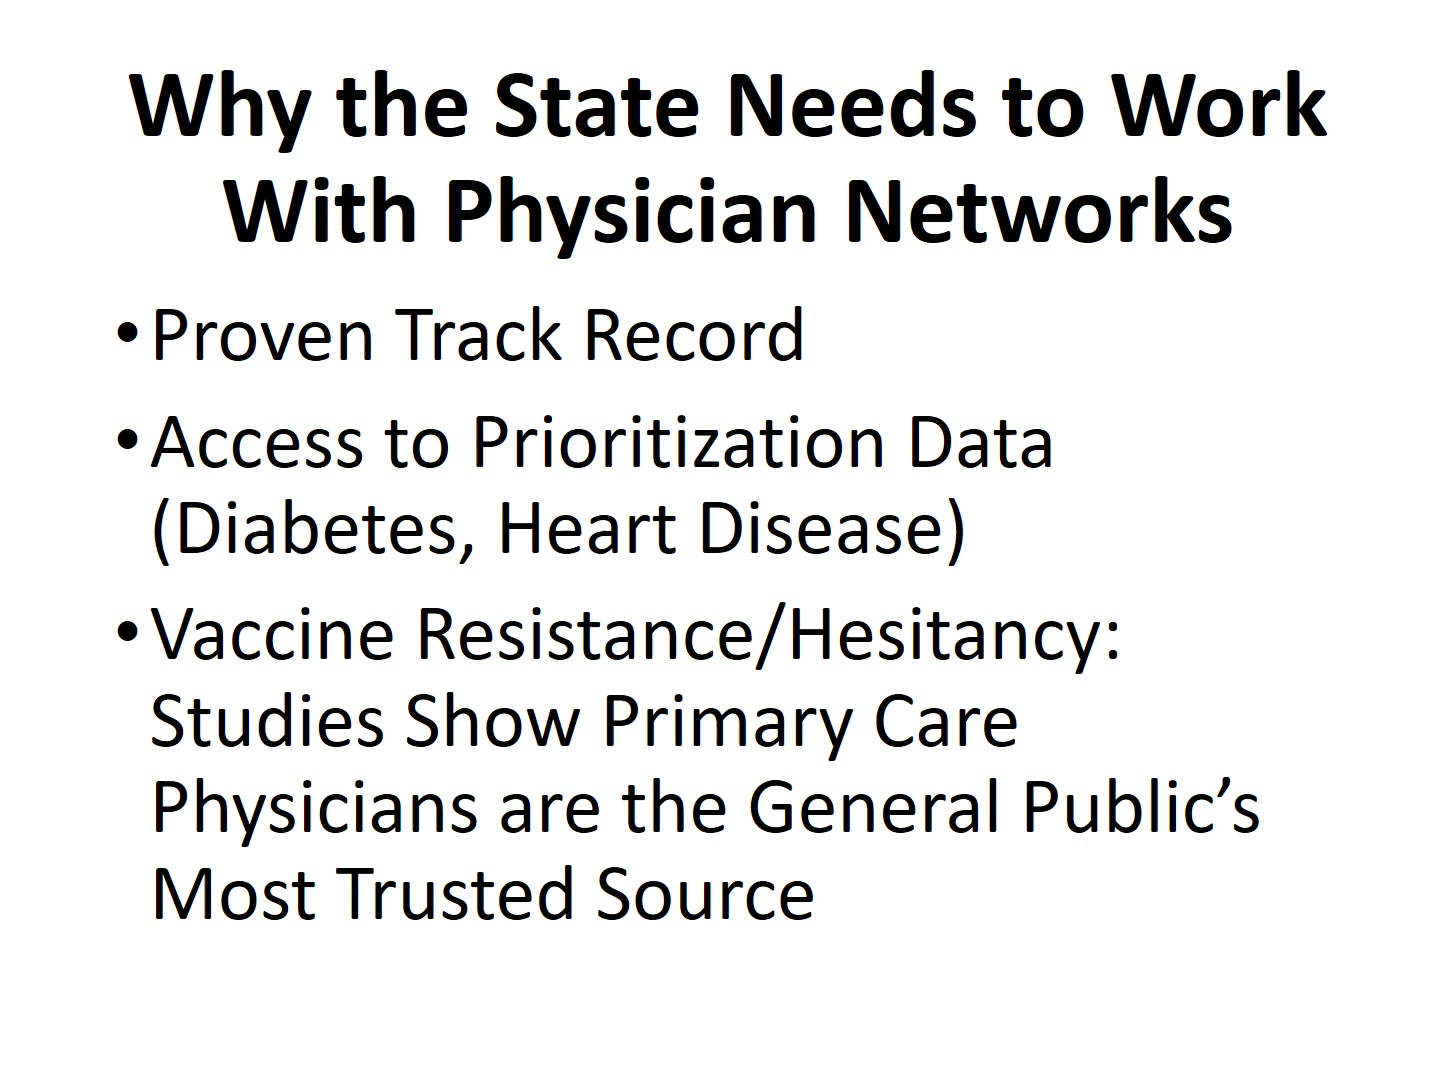 Why the State Needs to Work
With Physician Networks
•Proven Track Record
•Access to Prioritization Data
(Diabetes, Heart Disease)
•Vaccine Resistance/Hesitancy:
Studies Show Primary Care
Physicians are the General Public’s
Most Trusted Source